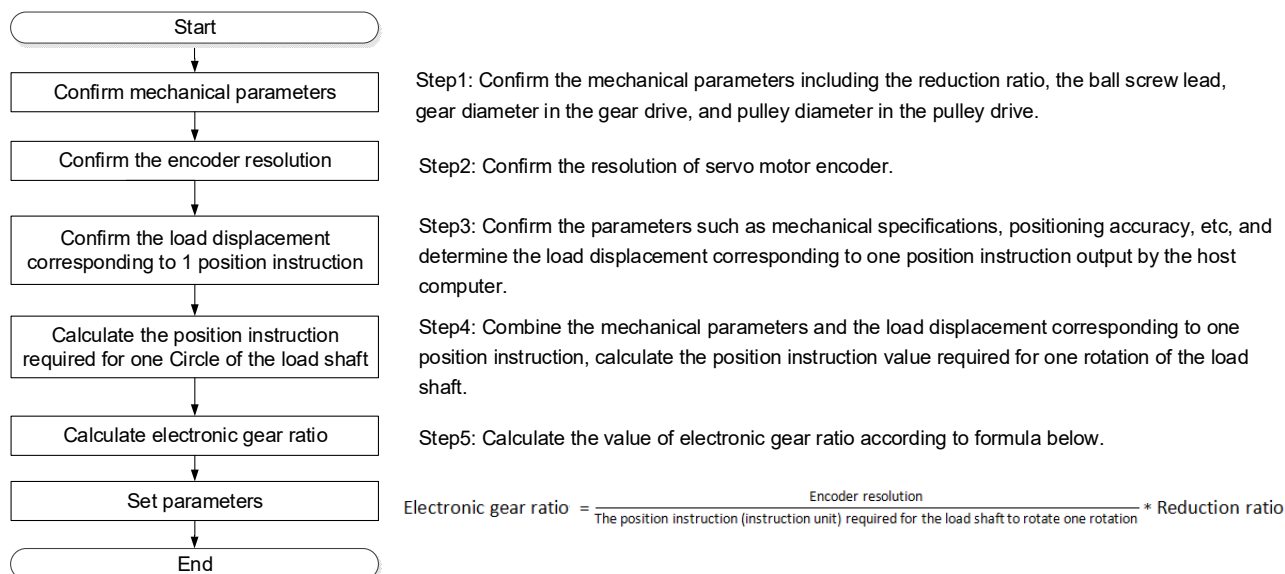 Start
Confirm mechanical parameters
Step1: Confirm the mechanical parameters including the reduction ratio, the ball screw lead,
gear diameter in the gear drive, and pulley diameter in the pulley drive.
Confirm the encoder resolution
Step2: Confirm the resolution of servo motor encoder.
Confirm the load displacement
corresponding to 1 position instruction
Step3: Confirm the parameters such as mechanical specifications, positioning accuracy, etc, and
determine the load displacement corresponding to one position instruction output by the host
computer.
Calculate the position instruction
required for one Circle of the load shaft
Step4: Combine the mechanical parameters and the load displacement corresponding to one
position instruction, calculate the position instruction value required for one rotation of the load
shaft.
Calculate electronic gear ratio
Step5: Calculate the value of electronic gear ratio according to formula below.
Set parameters
Electronic gear ratio = Encoder resolution / The position instruction (instruction unit) required for the load shaft to rotate one rotation * Reduction ratio
End